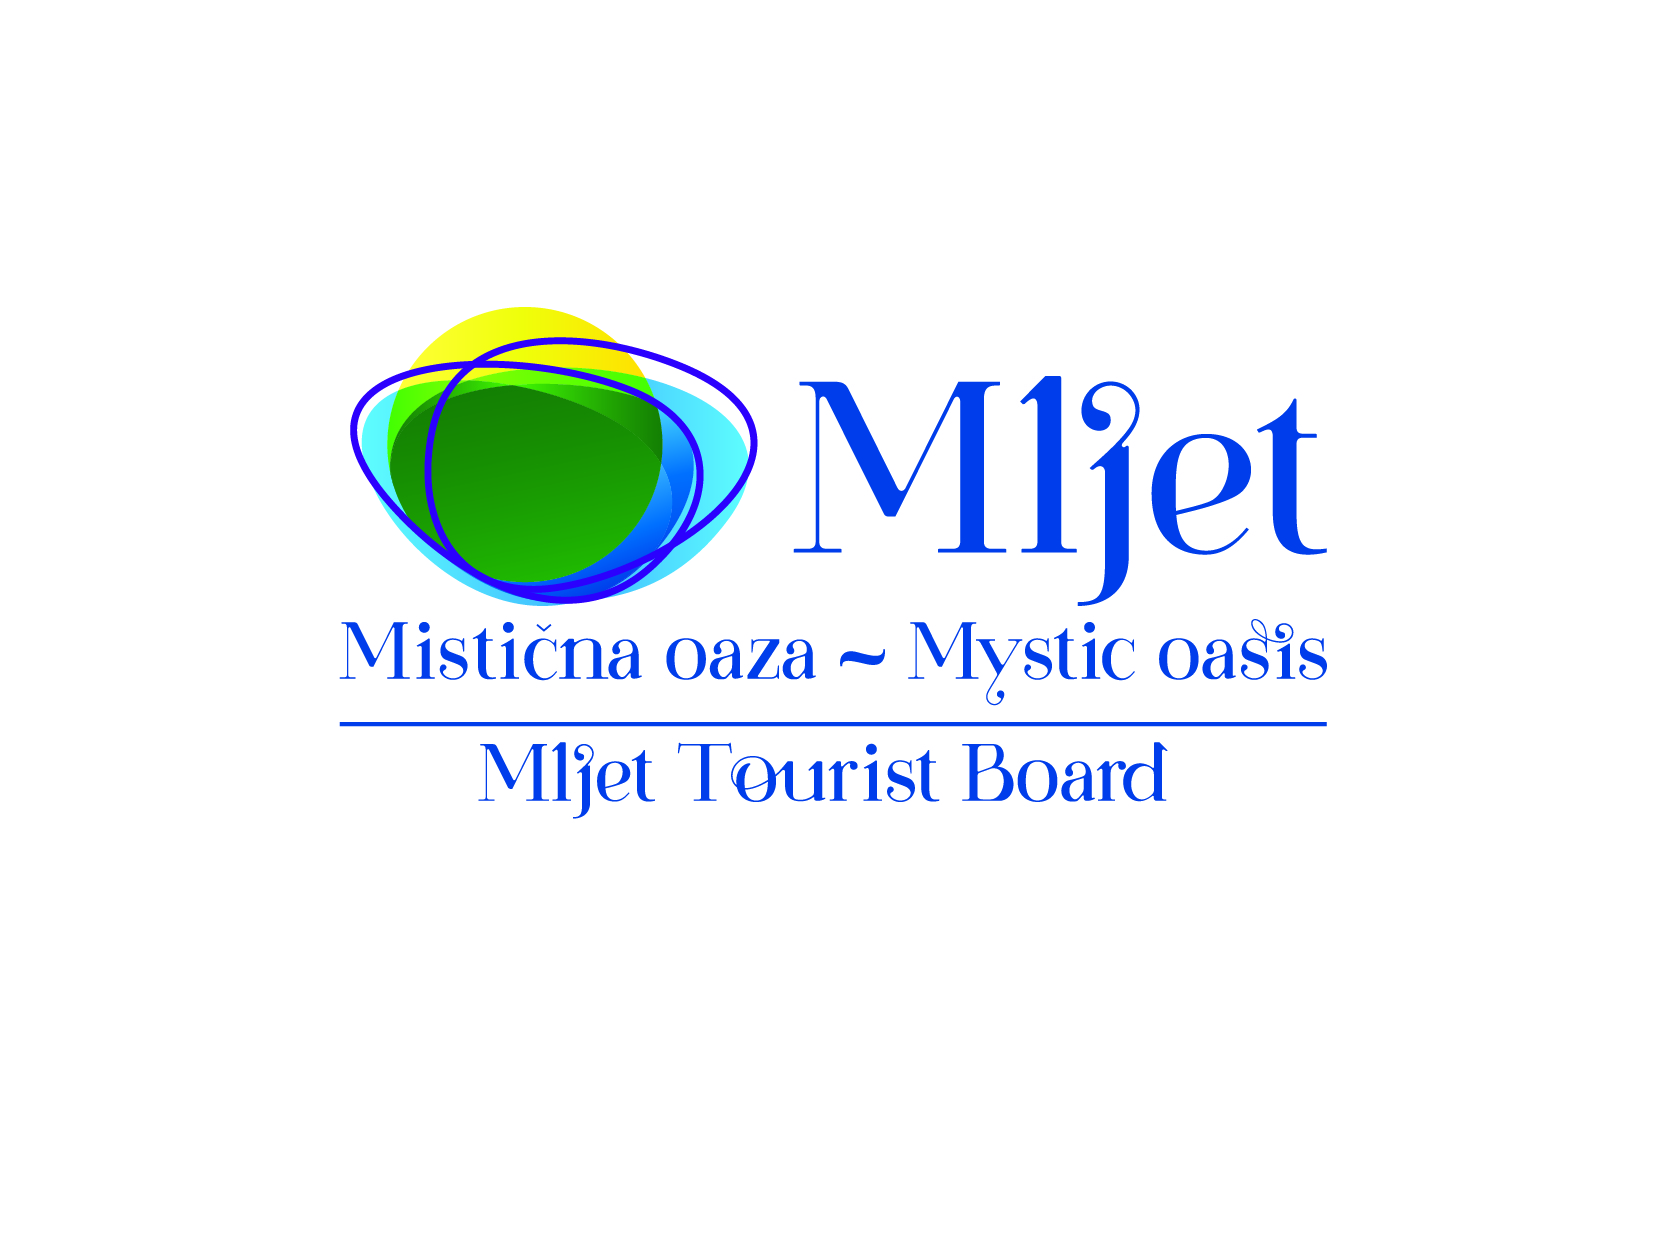 Mljet
Mistična oaza ~ Mystic oasis
Mljet Tourist Board